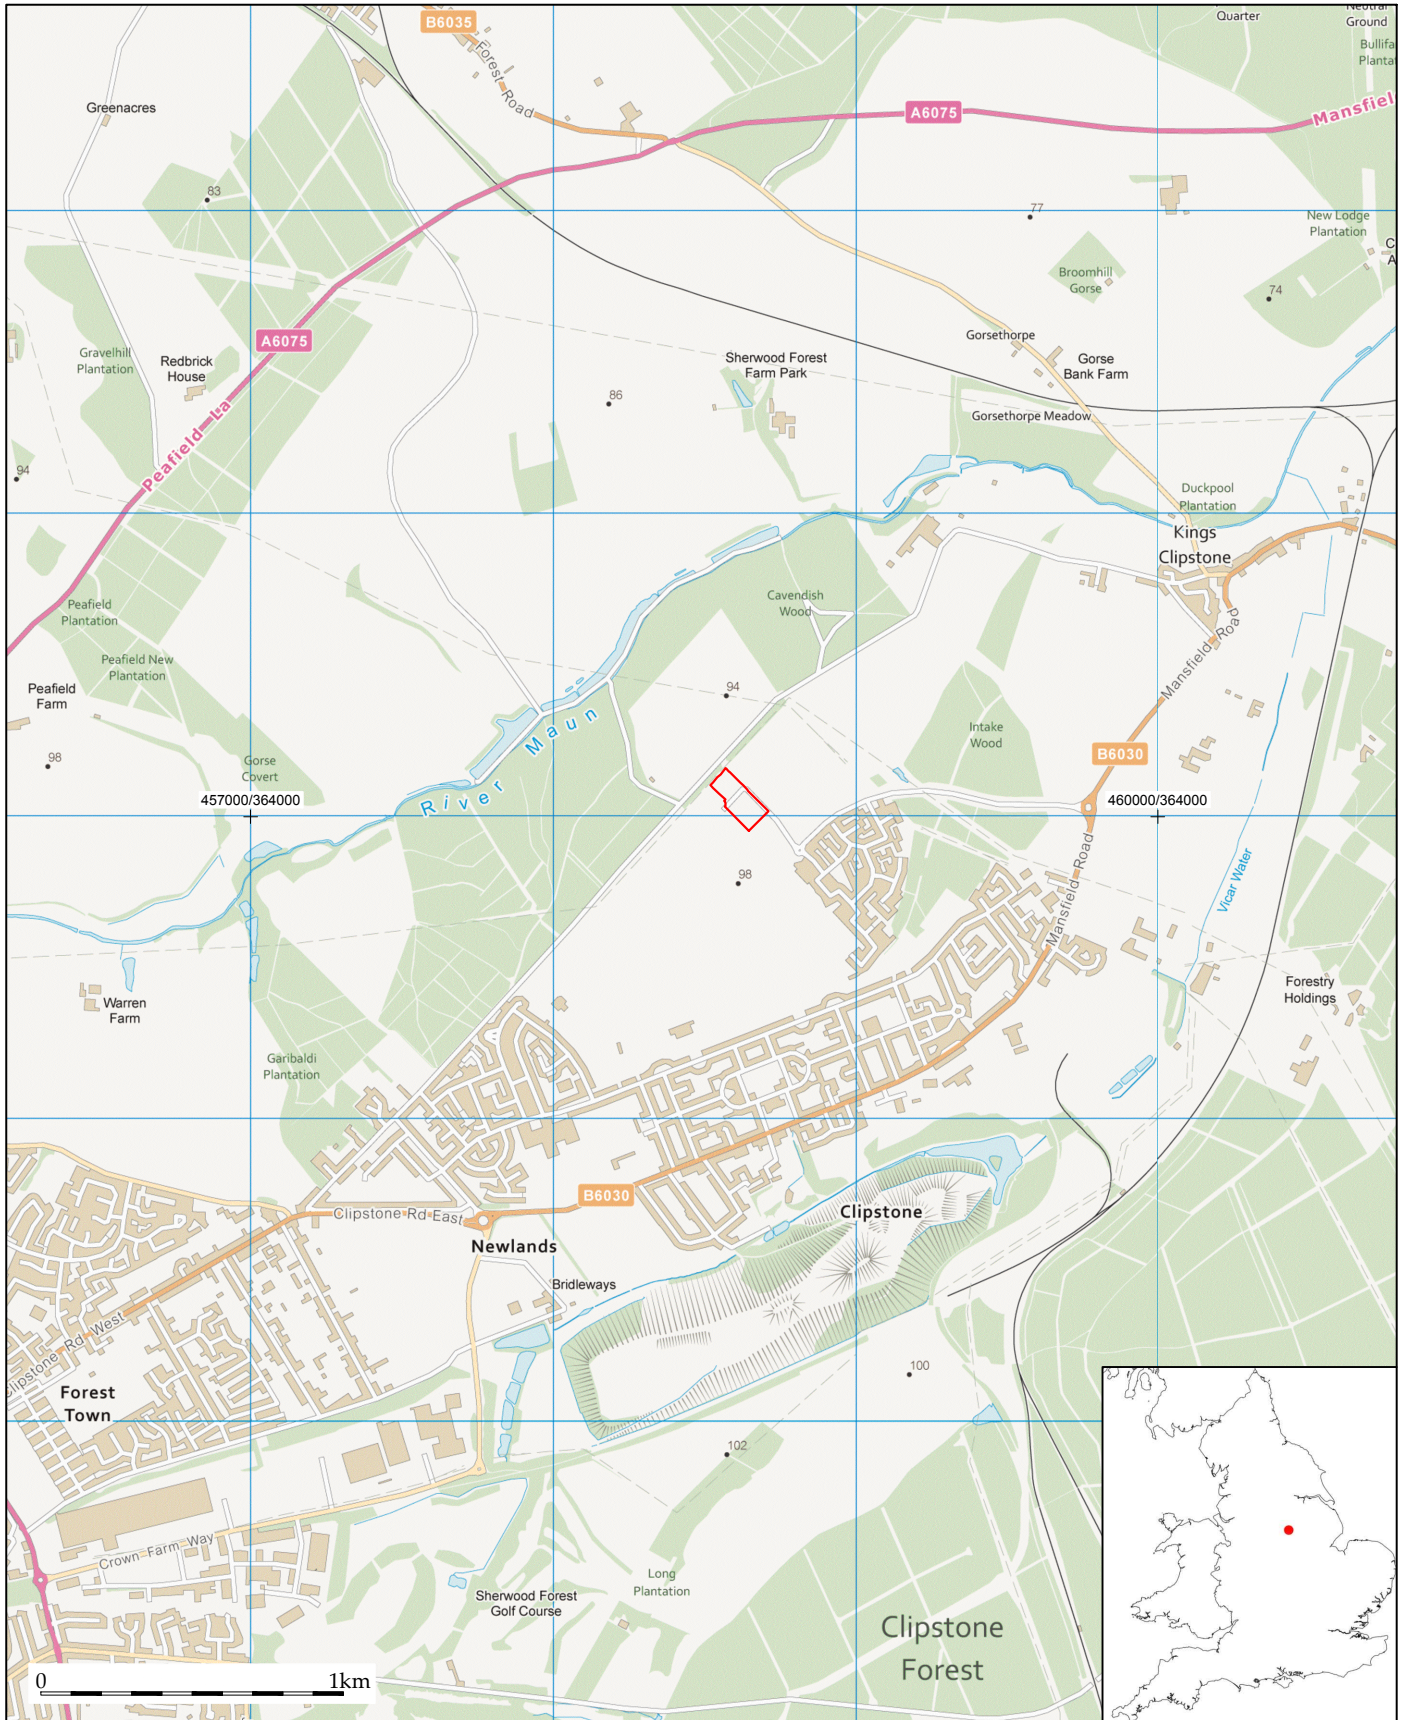 B6035
Quarter
Neutral
Ground
Forest Road
Greenacres
A6075
Mansfiel
83
77
New Lodge
Plantation
Broomhill
Gorse
74
A6075
Gravelhill
Plantation
Redbrick
House
Gorsethorpe
Sherwood Forest
Farm Park
Gorse
Bank Farm
86
Gorsethorpe Meadow
Peafield La
94
Duckpool
Plantation
Kings
Clipstone
Cavendish
Wood
Peafield
Plantation
Mansfield Road
Peafield New
Plantation
Peafield
Farm
94
River Maun
Intake
Wood
B6030
98
Gorse
Covert
457000/364000
460000/364000
98
Mansfield Road
Vicar Water
Warren
Farm
Forestry
Holdings
Garibaldi
Plantation
B6030
Clipstone Rd East
Clipstone
Newlands
Bridleways
Clipstone Rd West
100
Forest
Town
102
Crown Farm Way
Long
Plantation
Sherwood Forest
Golf Course
Clipstone
Forest
0 1km